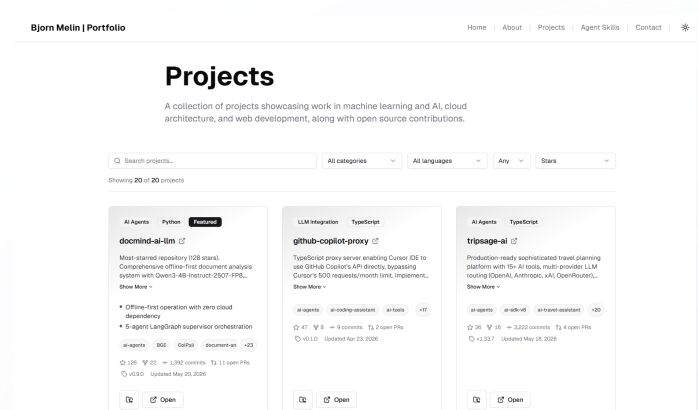 Bjorn Melin | Portfolio
Home | About | Projects | Agent Skills | Contact
Projects
A collection of projects showcasing work in machine learning and AI, cloud
architecture, and web development, along with open source contributions.
Search projects...
All categories
All languages
Any
Stars
Showing 20 of 20 projects
AI Agents Python Featured
docmind-ai-llm
Most-starred repository (128 stars).
Comprehensive offline-first document analysis
system with Qwen3-4B-Instruct-2507-FP8,...
Show More
Offline-first operation with zero cloud
dependency
5-agent LangGraph supervisor orchestration
ai-agents BGE ColPali document-an +23
128 22 1,392 commits 11 open PRs
v0.9.0 Updated May 20, 2026
Open
LLM Integration TypeScript
github-copilot-proxy
TypeScript proxy server enabling Cursor IDE to
use GitHub Copilot's API directly, bypassing
Cursor's 500 requests/month limit. Implement...
Show More
ai-agents ai-coding-assistant ai-tools +17
47 8 9 commits 2 open PRs
v0.1.0 Updated Apr 23, 2026
Open
AI Agents TypeScript
tripsage-ai
Production-ready sophisticated travel planning
platform with 15+ AI tools, multi-provider LLM
routing (OpenAI, Anthropic, xAI, OpenRouter),...
Show More
ai-agents ai-sdk-v6 ai-travel-assistant +20
36 16 3,222 commits 4 open PRs
v1.33.7 Updated May 18, 2026
Open